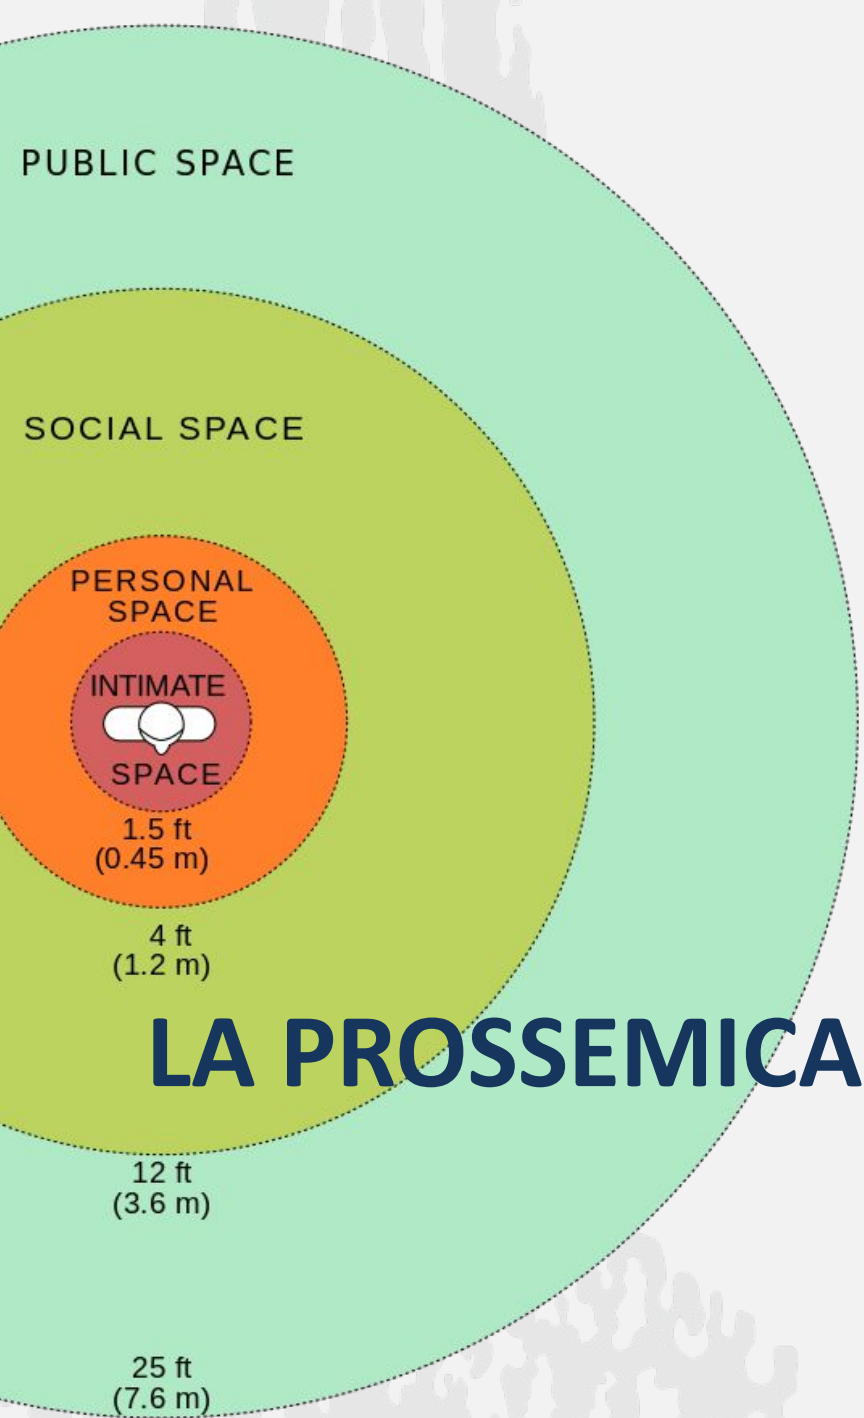 PUBLIC SPACE
SOCIAL SPACE
PERSONAL
SPACE
INTIMATE
SPACE
1.5 ft
(0.45 m)
4 ft
(1.2 m)
LA PROSSEMICA
12 ft
(3.6 m)
25 ft
(7.6 m)